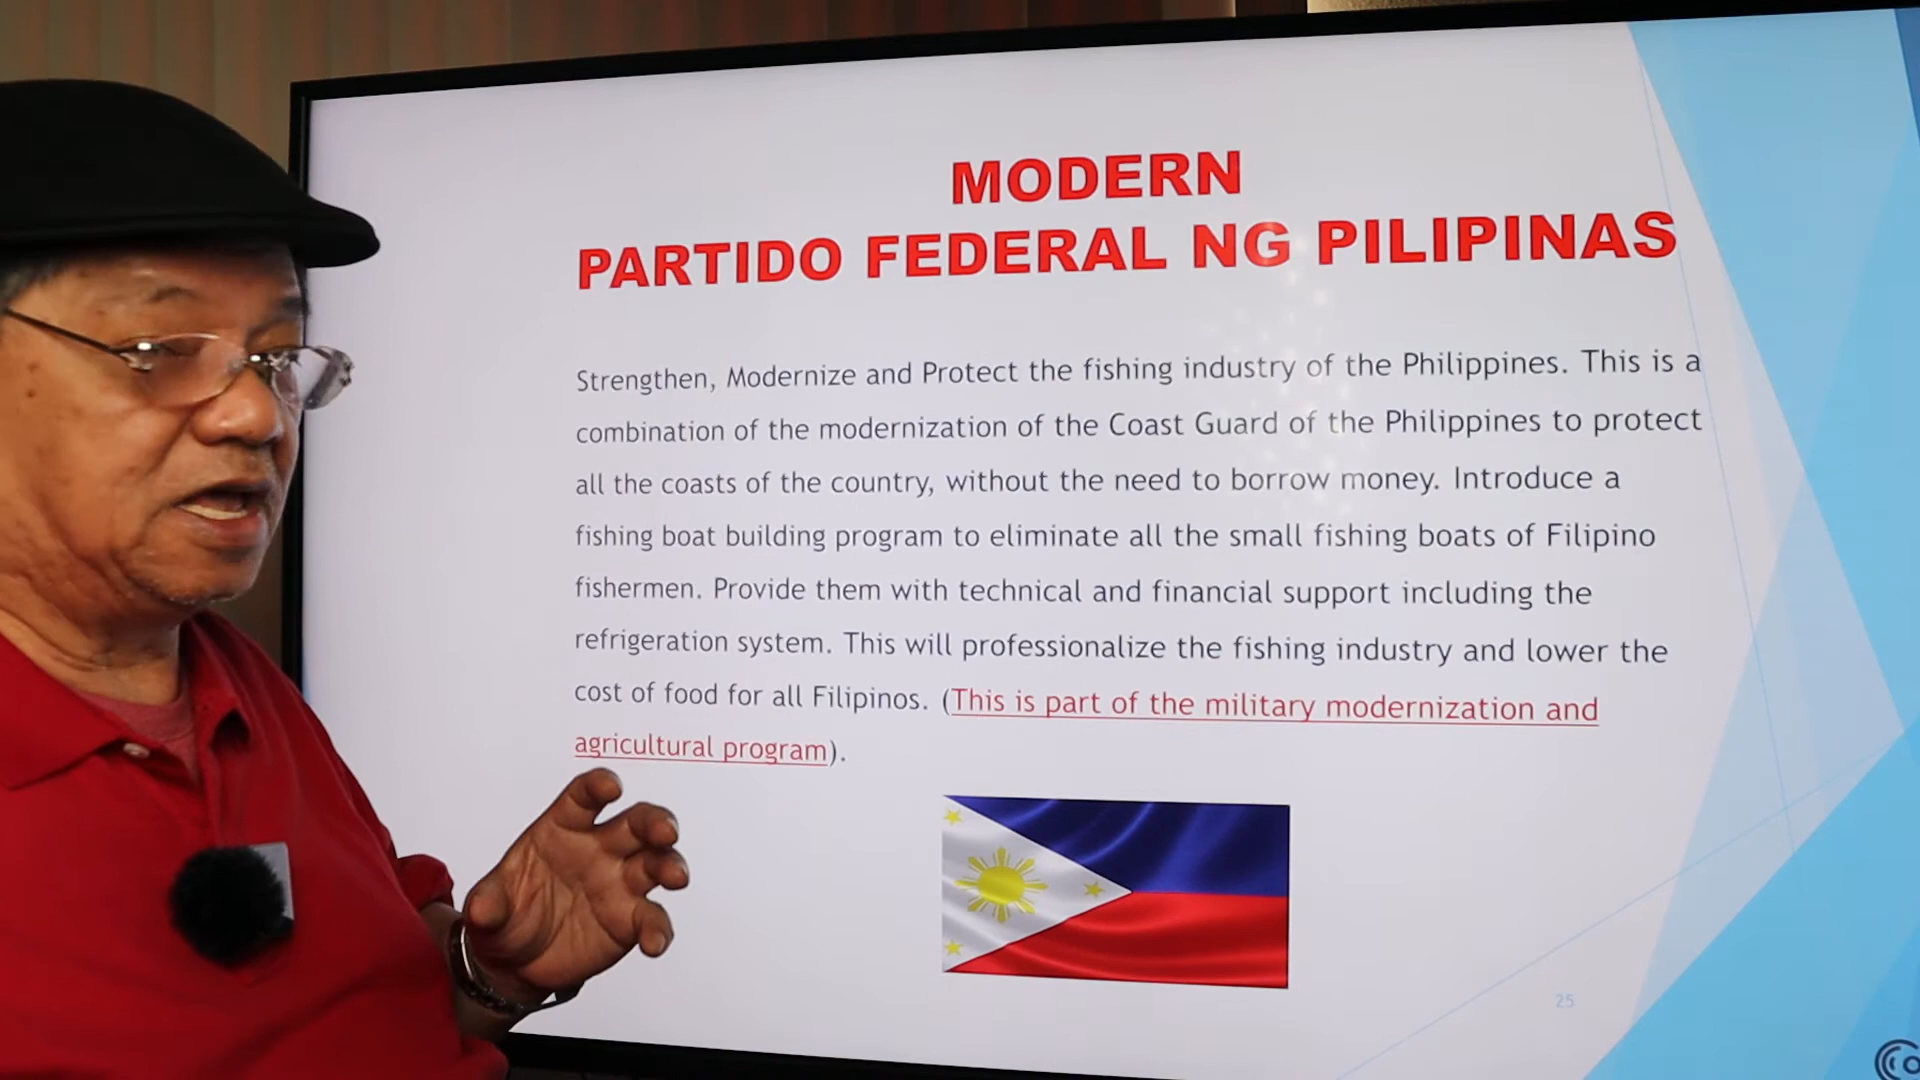 MODERN
PARTIDO FEDERAL NG PILIPINAS
Strengthen, Modernize and Protect the fishing industry of the Philippines. This is a
combination of the modernization of the Coast Guard of the Philippines to protect
all the coasts of the country, without the need to borrow money. Introduce a
fishing boat building program to eliminate all the small fishing boats of Filipino
fishermen. Provide them with technical and financial support including the
refrigeration system. This will professionalize the fishing industry and lower the
cost of food for all Filipinos. (This is part of the military modernization and
agricultural program).
25